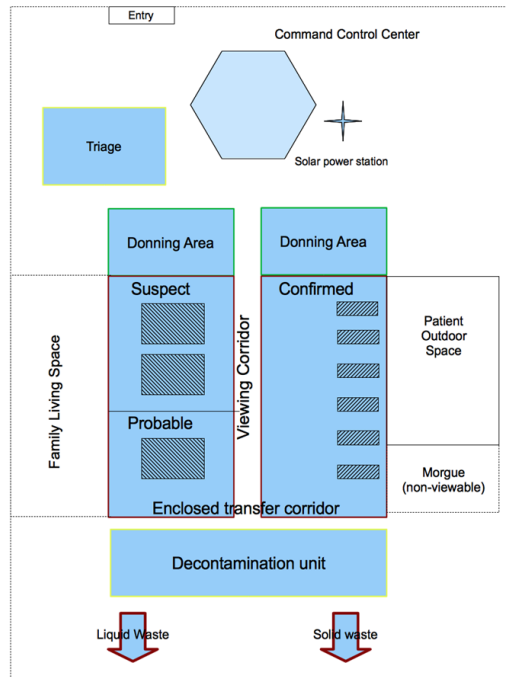 Entry
Command Control Center
Triage
Solar power station
Donning Area
Donning Area
Suspect
Confirmed
Family Living Space
Viewing Corridor
Patient
Outdoor
Space
Probable
Morgue
(non-viewable)
Enclosed transfer corridor
Decontamination unit
Liquid Waste
Solid waste